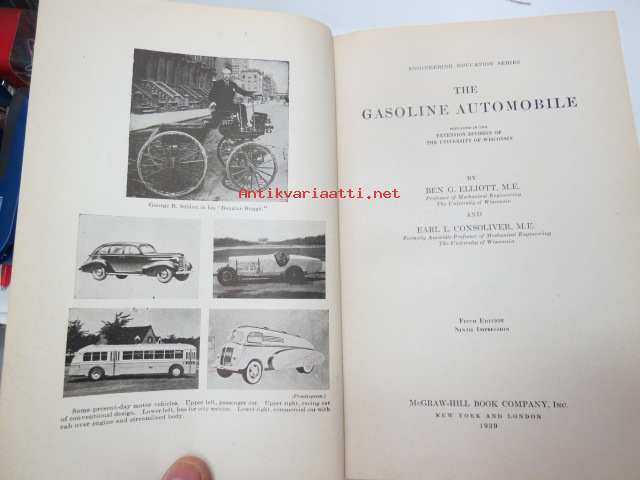 George B. Selden in his "Benzine Buggy."
(Frontispiece.)
Some present-day motor vehicles. Upper left, passenger car. Upper right, racing car
of conventional design. Lower left, bus for city service. Lower right, commercial car with
cab over engine and streamlined body.
ENGINEERING EDUCATION SERIES
THE
GASOLINE AUTOMOBILE
PREPARED IN THE
EXTENSION DIVISION OF
THE UNIVERSITY OF WISCONSIN
BY
BEN G. ELLIOTT, M.E.
Professor of Mechanical Engineering
The University of Wisconsin
AND
EARL L. CONSOLIVER, M.E.
Formerly Associate Professor of Mechanical Engineering
The University of Wisconsin
FIFTH EDITION
NINTH IMPRESSION
McGRAW-HILL BOOK COMPANY, INC.
NEW YORK AND LONDON
1939
Antikvariaatti.net